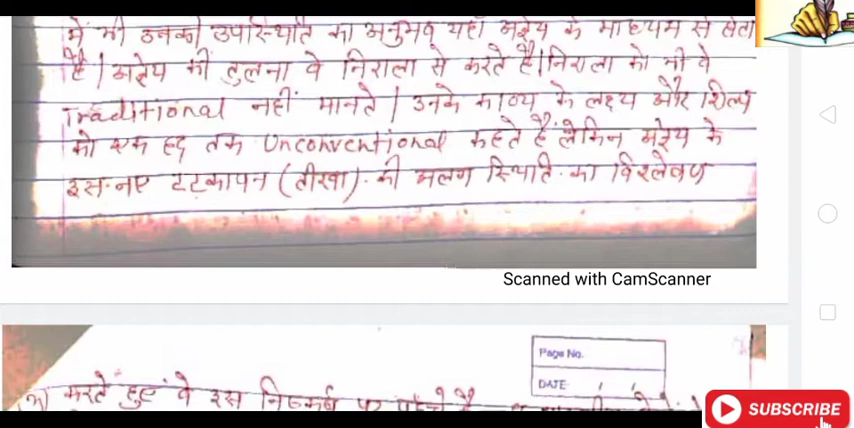 में भी उनकी उपस्थिति का अनुभव यहाँ अज्ञेय के माध्यम से होता
है। अज्ञेय की तुलना वे निराला से करते है। निराला को भी वे
Traditional नहीं मानते। उनके काव्य के लक्ष्य और शिल्प
को एक हद तक Unconventional कहते हैं लेकिन अज्ञेय के
इस नए टटकापन (तीखा) की अलग स्थिति का विश्लेषण
Scanned with CamScanner
Page No.
DATE
करते हुए वे इस निष्कर्ष पर
SUBSCRIBE